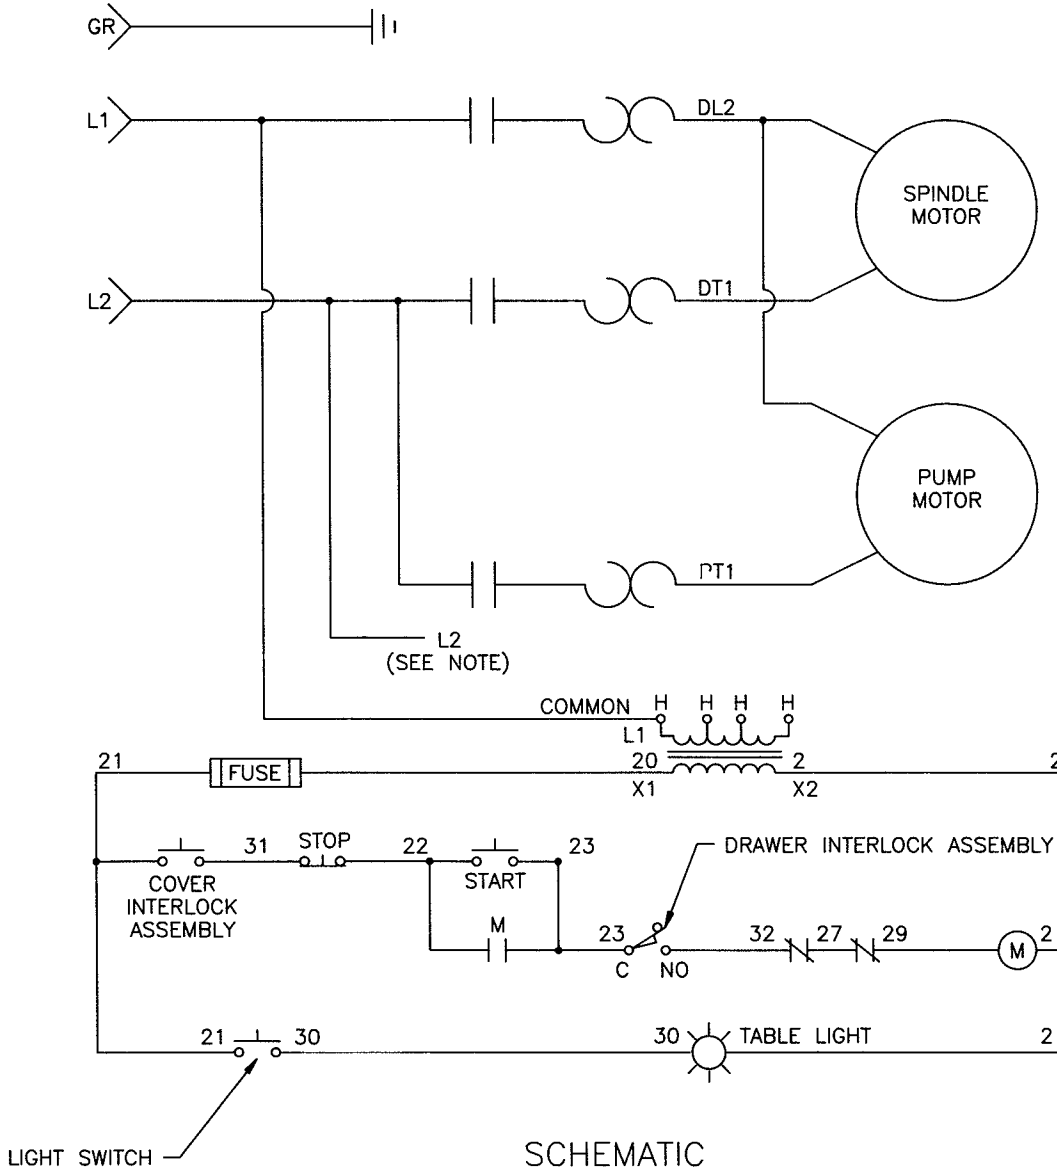 GR
L1
DL2
SPINDLE
MOTOR
L2
DT1
PUMP
MOTOR
PT1
L2
(SEE NOTE)
COMMON H H H H
L1
21 FUSE 20 2 2
X1 X2
31 STOP 22 23
COVER
INTERLOCK
ASSEMBLY
START
DRAWER INTERLOCK ASSEMBLY
M
23 32 27 29 M 2
C NO
21 30 30 TABLE LIGHT 2
LIGHT SWITCH
SCHEMATIC